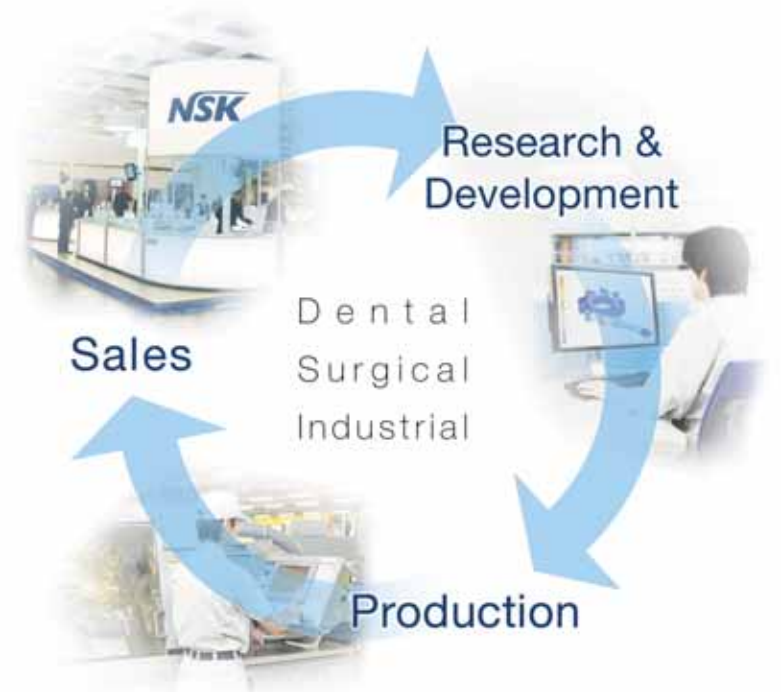 NSK
Research &
Development
Dental
Surgical
Industrial
Sales
Production